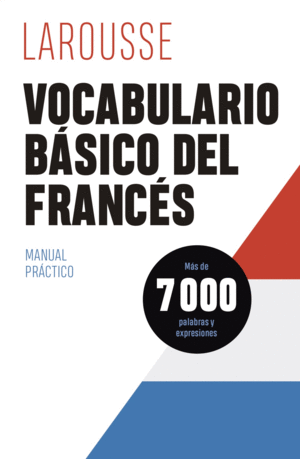 LAROUSSE
VOCABULARIO
BÁSICO DEL
FRANCÉS
MANUAL
PRÁCTICO
Más de
7 000
palabras y
expresiones